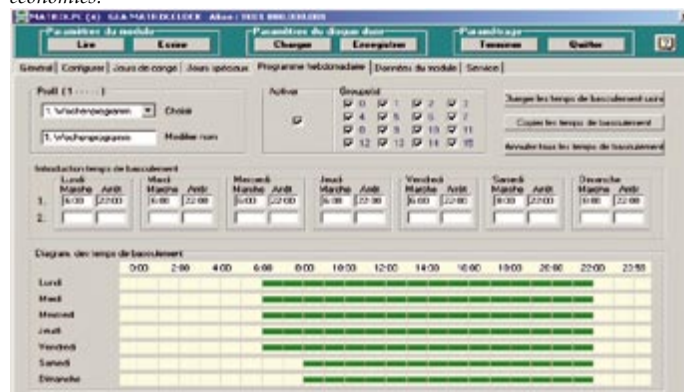 économies.
MATRIX.PC (4) GfA MATRIX.CLOCK
Paramètres du module Paramètres du disque dur Paramétrage
Lire Ecrire Charger Enregistrer Terminer Quitter
Général Configurer Jours de congé Jours spéciaux Programme hebdomadaire Données du module Service
Profil (1 - - - - - ) Activer Groupe(s)
1. Wochenprogramm Choisir 0 1 2 3
4 5 6 7
1. Wochenprogramm Modifier nom 8 9 10 11
12 13 14 15
Charger les temps de basculement
Copier les temps de basculement
Annuler tous les temps de basculement
Introduction temps de basculement
Lundi Mardi Mercredi Jeudi Vendredi Samedi Dimanche
Marche Arrêt Marche Arrêt Marche Arrêt Marche Arrêt Marche Arrêt Marche Arrêt Marche Arrêt
1. 6:00 22:00 6:00 22:00 6:00 22:00 6:00 22:00 6:00 22:00 8:00 22:00 8:00 22:00
2.
Diagram. des temps de basculement
0:00 2:00 4:00 6:00 8:00 10:00 12:00 14:00 16:00 18:00 20:00 22:00 23:59
Lundi
Mardi
Mercredi
Jeudi
Vendredi
Samedi
Dimanche